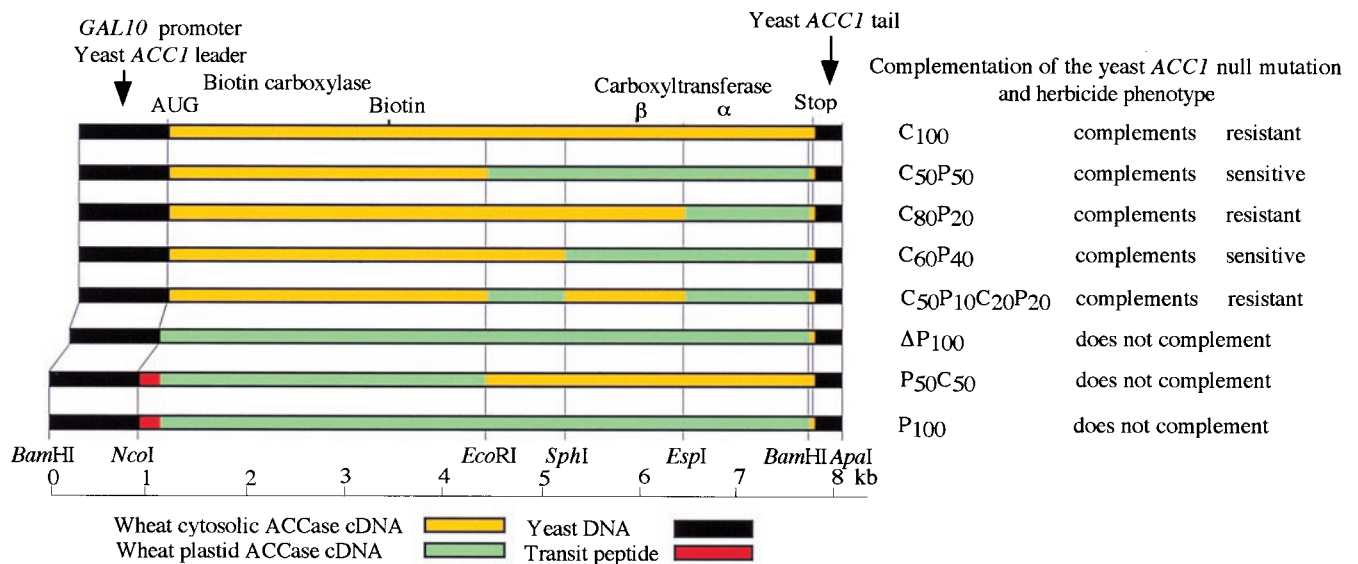 GAL10 promoter
Yeast ACC1 leader
Yeast ACC1 tail
Complementation of the yeast ACC1 null mutation
and herbicide phenotype
Biotin carboxylase
Carboxyltransferase
AUG
Biotin
β
α
Stop
C100 complements resistant
C50P50 complements sensitive
C80P20 complements resistant
C60P40 complements sensitive
C50P10C20P20 complements resistant
ΔP100 does not complement
P50C50 does not complement
P100 does not complement
BamHI NcoI EcoRI SphI EspI BamHI ApaI
0 1 2 3 4 5 6 7 8 kb
Wheat cytosolic ACCase cDNA Yeast DNA
Wheat plastid ACCase cDNA Transit peptide